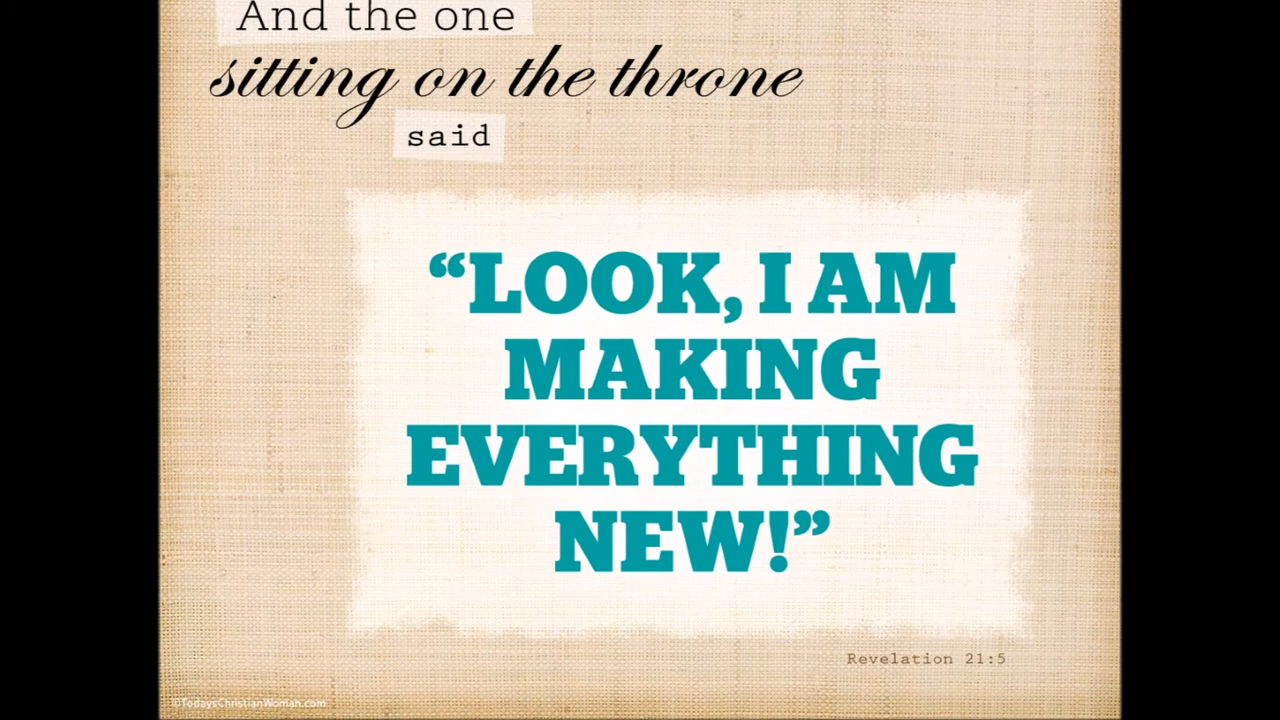 And the one
sitting on the throne
said
“LOOK, I AM
MAKING
EVERYTHING
NEW!”
Revelation 21:5
©TodaysChristianWoman.com